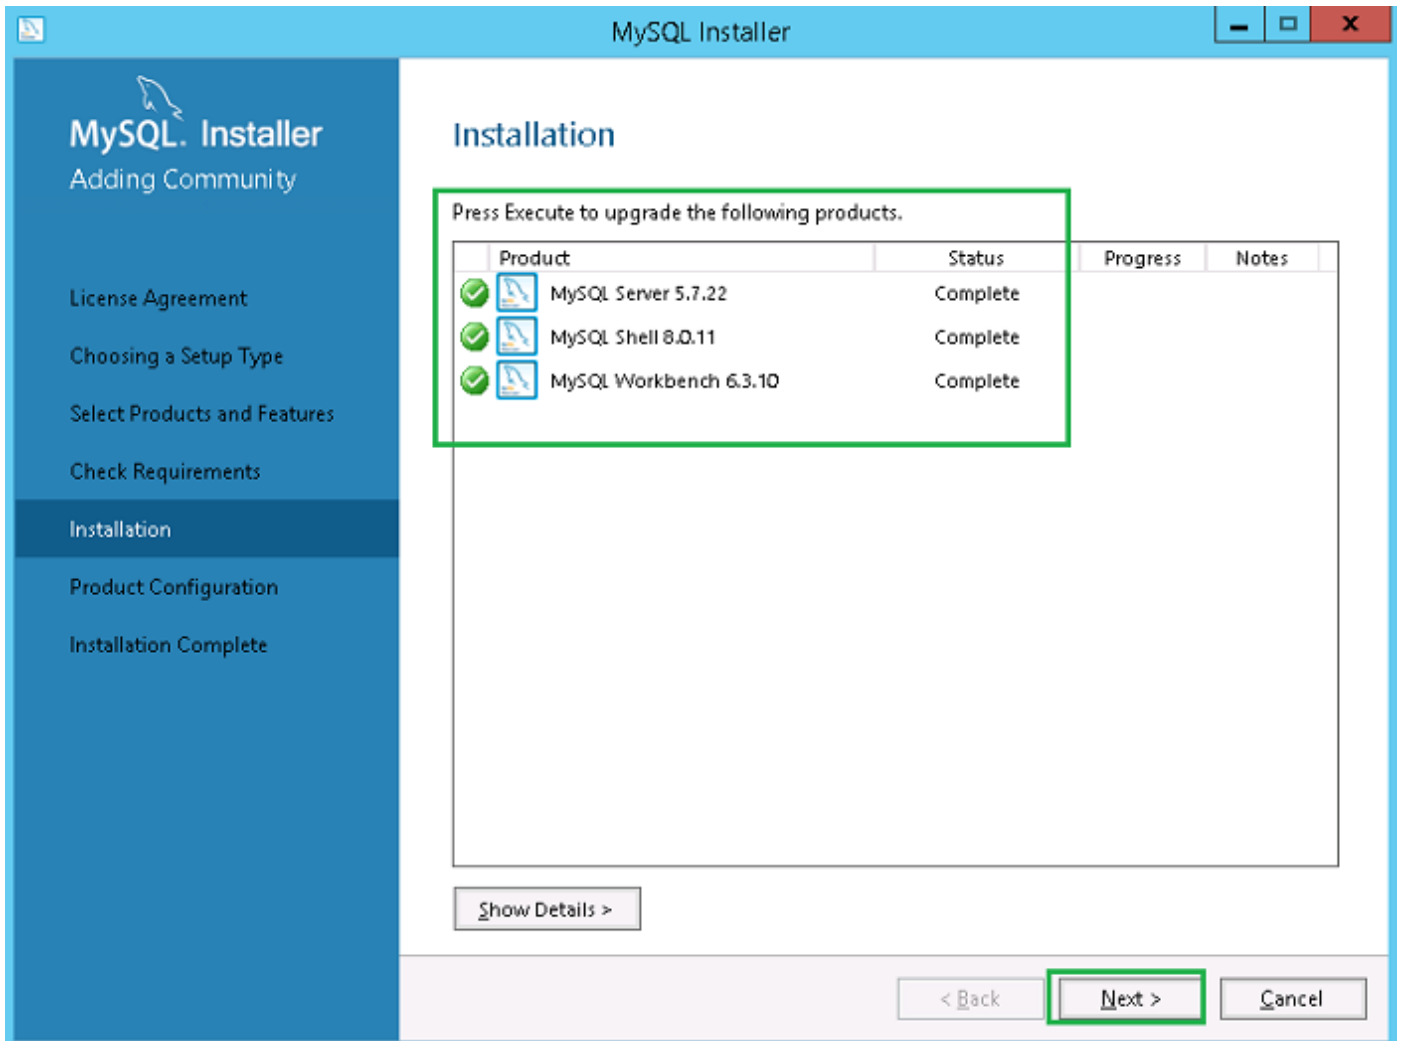 MySQL Installer
MySQL. Installer
Adding Community
License Agreement
Choosing a Setup Type
Select Products and Features
Check Requirements
Installation
Product Configuration
Installation Complete
Installation
Press Execute to upgrade the following products.
Product Status Progress Notes
MySQL Server 5.7.22 Complete
MySQL Shell 8.0.11 Complete
MySQL Workbench 6.3.10 Complete
Show Details >
< Back Next > Cancel